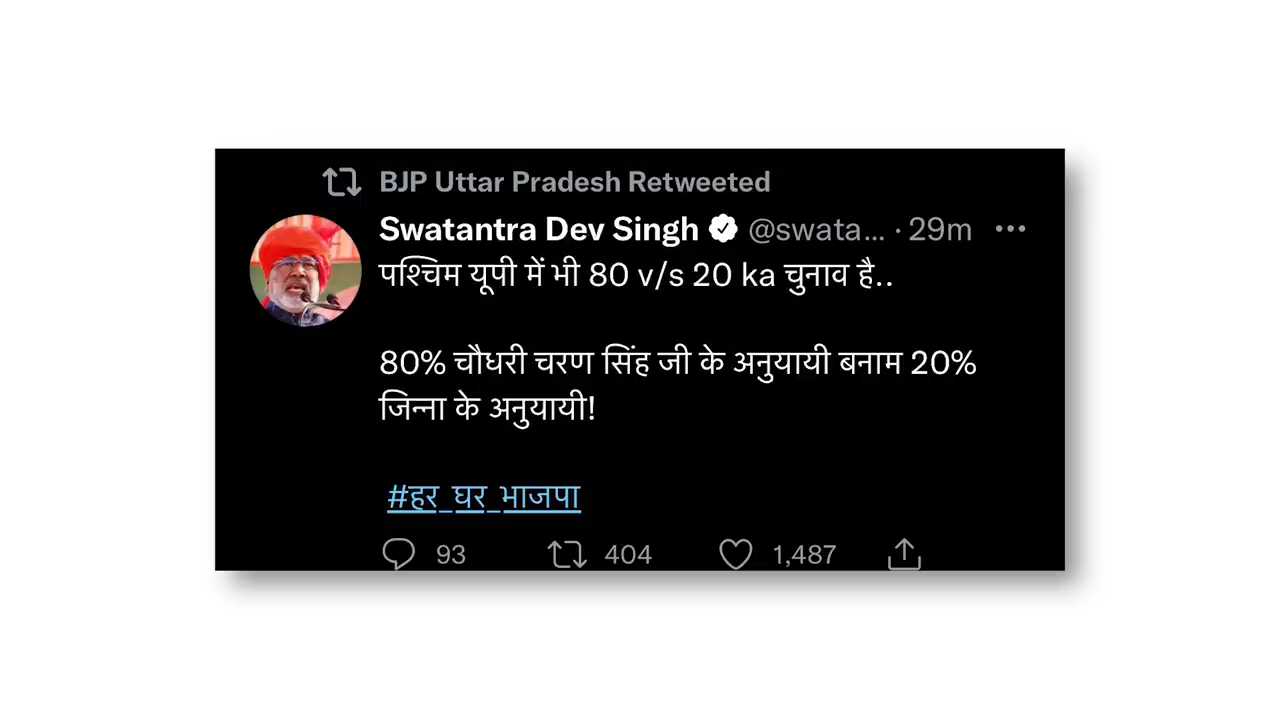 BJP Uttar Pradesh Retweeted
Swatantra Dev Singh @swata... · 29m
पश्चिम यूपी में भी 80 v/s 20 ka चुनाव है..
80% चौधरी चरण सिंह जी के अनुयायी बनाम 20%
जिन्ना के अनुयायी!
#हर_घर_भाजपा
93 404 1,487